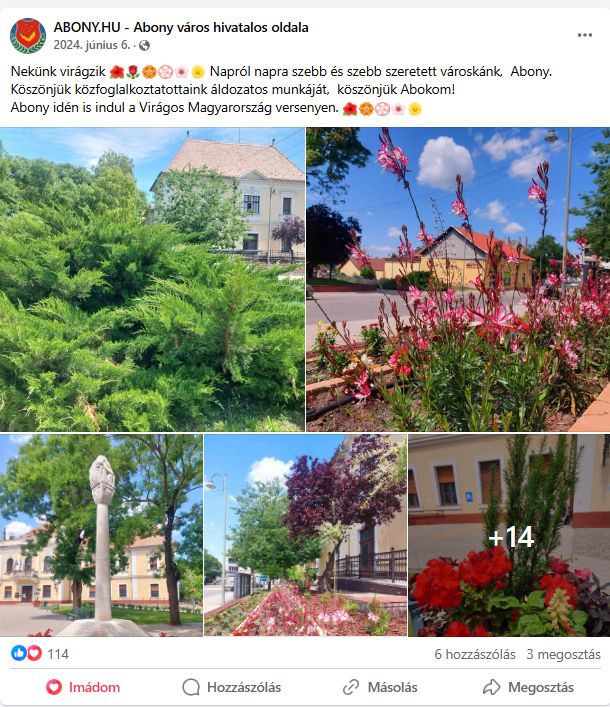 ABONY.HU - Abony város hivatalos oldala
2024. június 6. ·
Nekünk virágzik 🌺🌹🏵️💮🌸🌼 Napról napra szebb és szebb szeretett városkánk, Abony.
Köszönjük közfoglalkoztatottaink áldozatos munkáját, köszönjük Abokom!
Abony idén is indul a Virágos Magyarország versenyen. 🌺🏵️💮🌸🌼
+14
114 6 hozzászólás 3 megosztás
Imádom Hozzászólás Másolás Megosztás